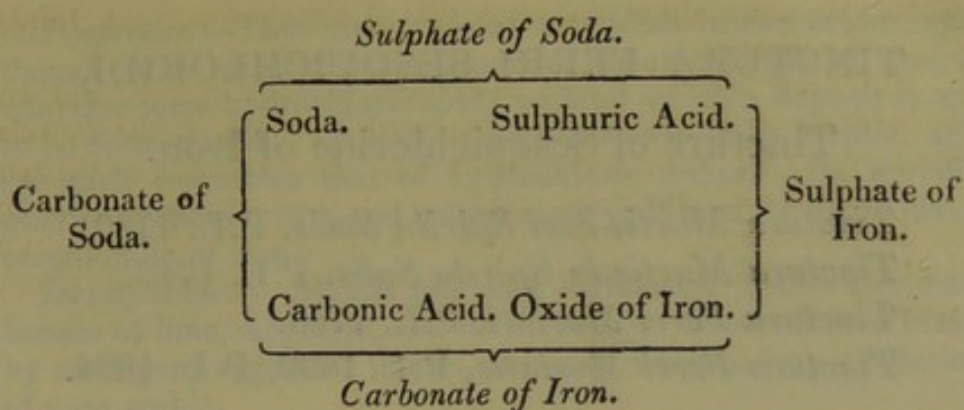 Sulphate of Soda.
Soda. Sulphuric Acid.
Carbonate of
Soda.
Sulphate of
Iron.
Carbonic Acid. Oxide of Iron.
Carbonate of Iron.